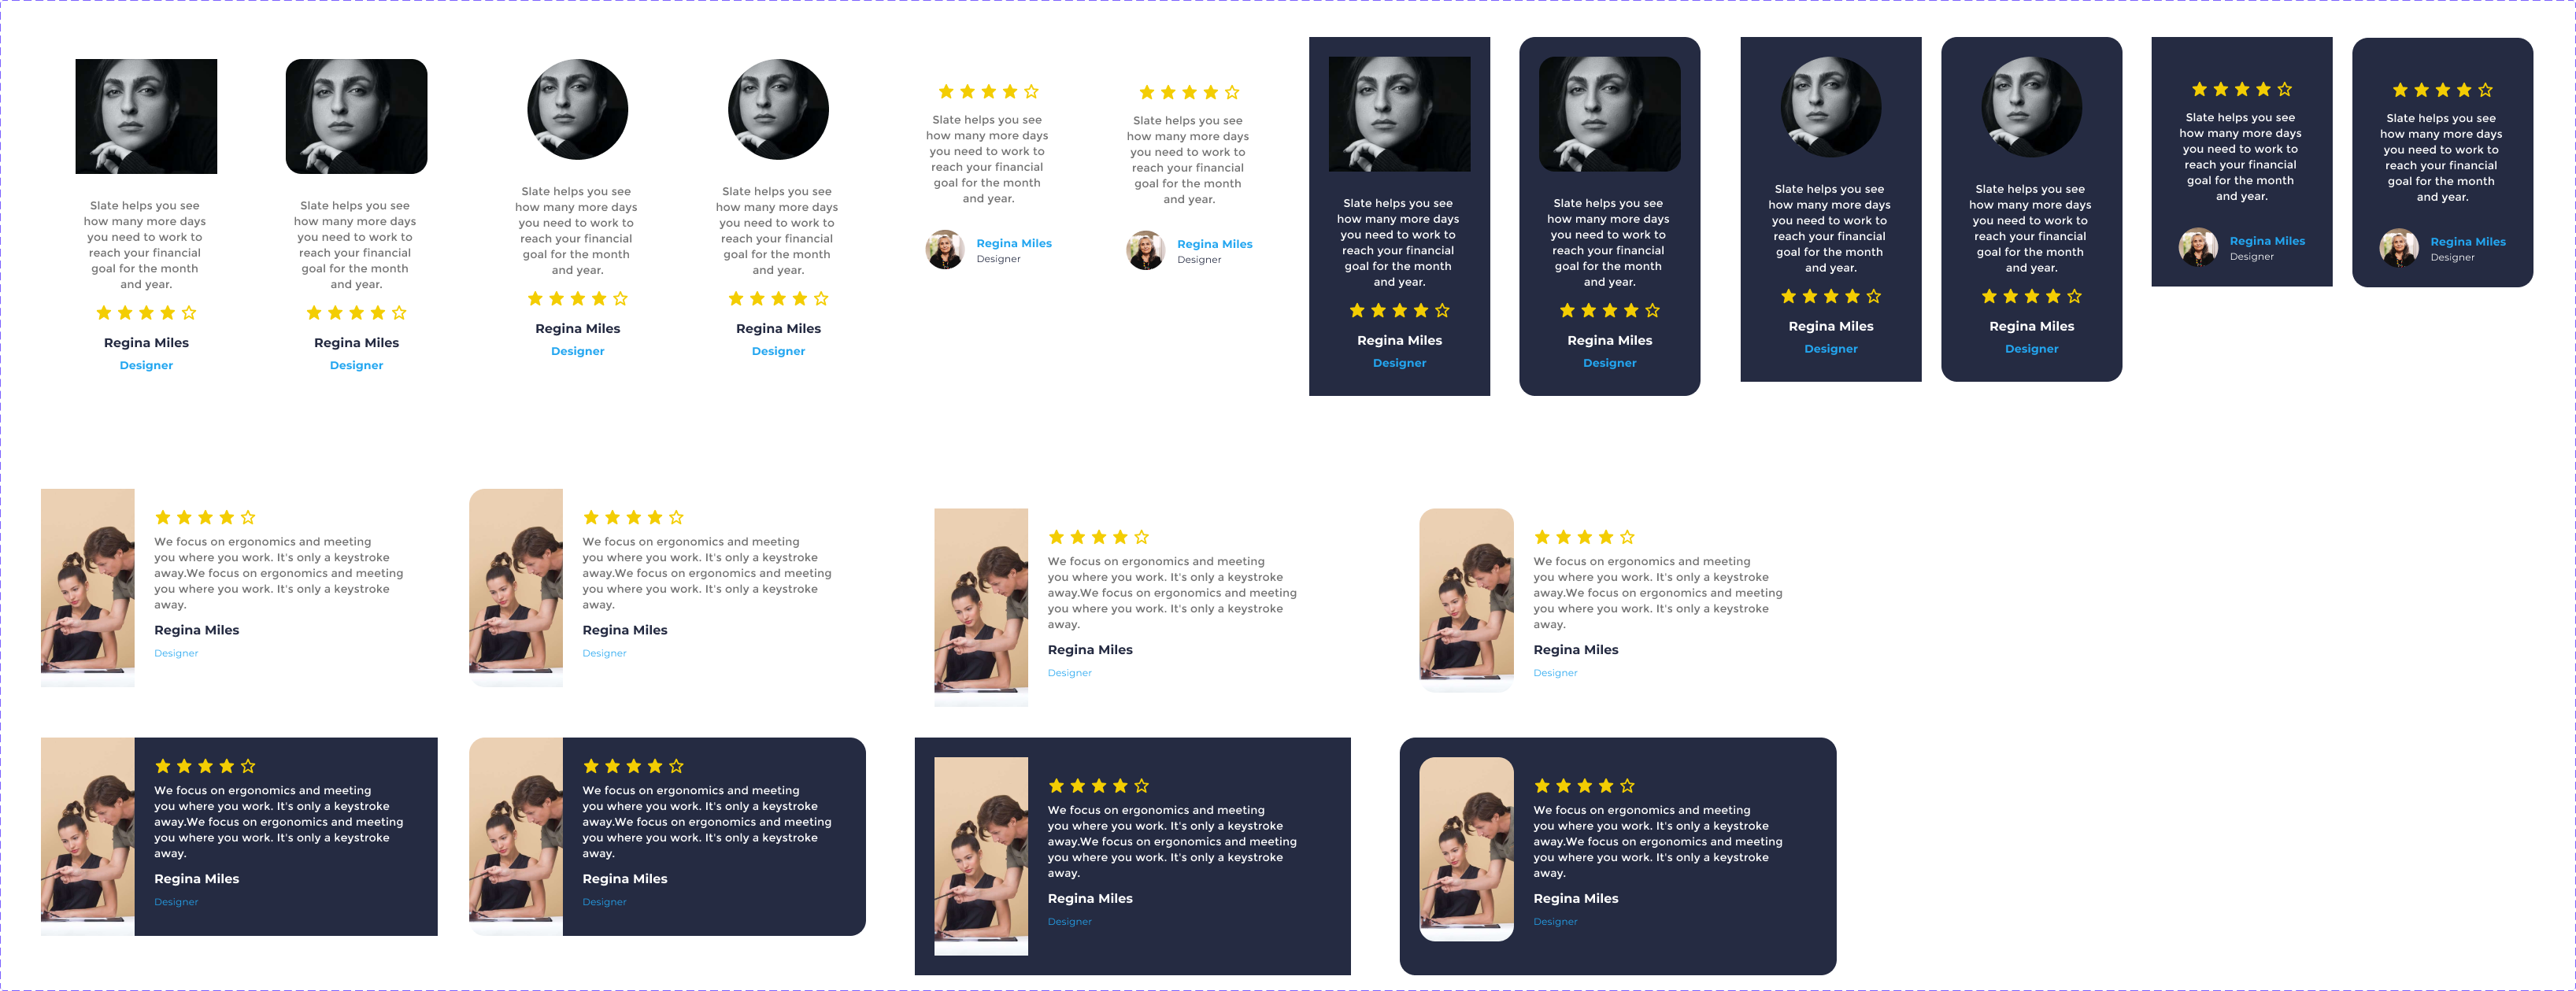 Slate helps you see
how many more days
you need to work to
reach your financial
goal for the month
and year.
Regina Miles
Designer
Slate helps you see
how many more days
you need to work to
reach your financial
goal for the month
and year.
Regina Miles
Designer
Slate helps you see
how many more days
you need to work to
reach your financial
goal for the month
and year.
Regina Miles
Designer
Slate helps you see
how many more days
you need to work to
reach your financial
goal for the month
and year.
Regina Miles
Designer
Slate helps you see
how many more days
you need to work to
reach your financial
goal for the month
and year.
Regina Miles
Designer
Slate helps you see
how many more days
you need to work to
reach your financial
goal for the month
and year.
Regina Miles
Designer
Slate helps you see
how many more days
you need to work to
reach your financial
goal for the month
and year.
Regina Miles
Designer
Slate helps you see
how many more days
you need to work to
reach your financial
goal for the month
and year.
Regina Miles
Designer
Slate helps you see
how many more days
you need to work to
reach your financial
goal for the month
and year.
Regina Miles
Designer
Slate helps you see
how many more days
you need to work to
reach your financial
goal for the month
and year.
Regina Miles
Designer
Slate helps you see
how many more days
you need to work to
reach your financial
goal for the month
and year.
Regina Miles
Designer
Slate helps you see
how many more days
you need to work to
reach your financial
goal for the month
and year.
Regina Miles
Designer
We focus on ergonomics and meeting
you where you work. It's only a keystroke
away.We focus on ergonomics and meeting
you where you work. It's only a keystroke
away.
Regina Miles
Designer
We focus on ergonomics and meeting
you where you work. It's only a keystroke
away.We focus on ergonomics and meeting
you where you work. It's only a keystroke
away.
Regina Miles
Designer
We focus on ergonomics and meeting
you where you work. It's only a keystroke
away.We focus on ergonomics and meeting
you where you work. It's only a keystroke
away.
Regina Miles
Designer
We focus on ergonomics and meeting
you where you work. It's only a keystroke
away.We focus on ergonomics and meeting
you where you work. It's only a keystroke
away.
Regina Miles
Designer
We focus on ergonomics and meeting
you where you work. It's only a keystroke
away.We focus on ergonomics and meeting
you where you work. It's only a keystroke
away.
Regina Miles
Designer
We focus on ergonomics and meeting
you where you work. It's only a keystroke
away.We focus on ergonomics and meeting
you where you work. It's only a keystroke
away.
Regina Miles
Designer
We focus on ergonomics and meeting
you where you work. It's only a keystroke
away.We focus on ergonomics and meeting
you where you work. It's only a keystroke
away.
Regina Miles
Designer
We focus on ergonomics and meeting
you where you work. It's only a keystroke
away.We focus on ergonomics and meeting
you where you work. It's only a keystroke
away.
Regina Miles
Designer